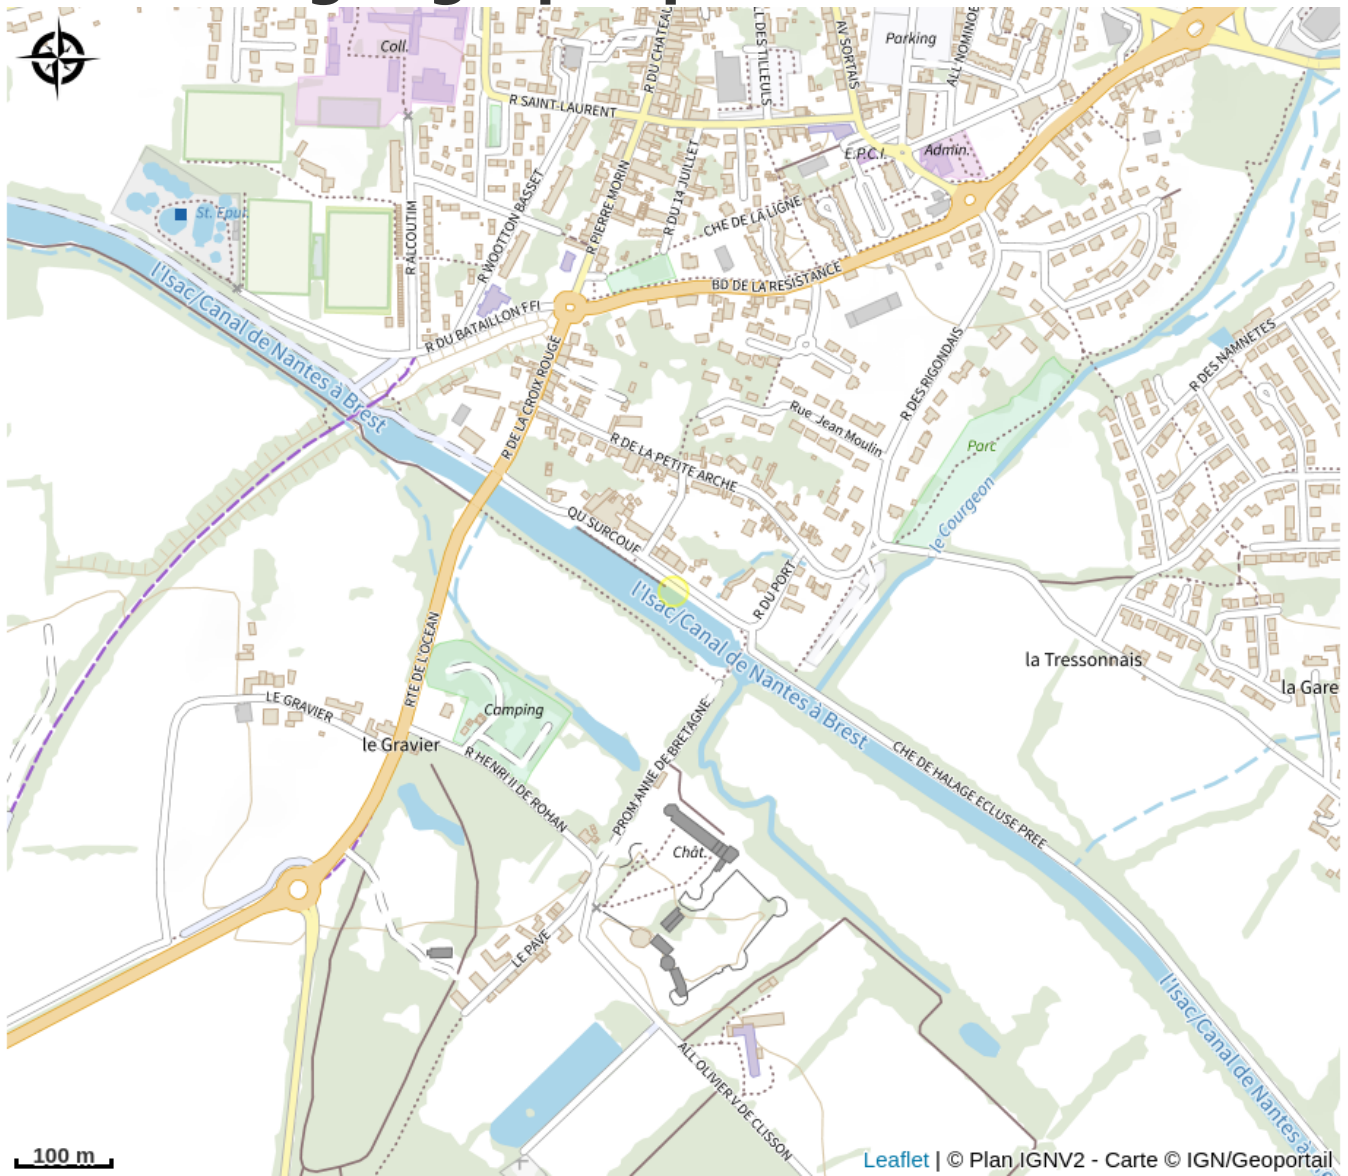 Coll.
R DU CHATEAU
DES TILLEULS
AV SORTAIS
Parking
ALL NOMINOE
R SAINT-LAURENT
E.P.C.I.
Admin.
R DU 14 JUILLET
R PIERRE MORIN
R WOOTTON BASSET
R ALCOUTIM
St. Epur.
CHE DE LA LIGNE
BD DE LA RESISTANCE
l'Isac/Canal de Nantes à Brest
R DU BATAILLON FFI
R DE LA CROIX ROUGE
R DES RIGONDAIS
R DES NAMNETES
Rue Jean Moulin
R DE LA PETITE ARCHE
Parc
le Courgeon
QU SURCOUF
R DU PORT
l'Isac/Canal de Nantes à Brest
RTE DE L'OCEAN
la Tressonnais
la Gare
LE GRAVIER
le Gravier
Camping
R HENRI II DE ROHAN
PROM ANNE DE BRETAGNE
CHE DE HALAGE ECLUSE PREE
Chât.
LE PAVE
l'Isac/Canal de Nantes à
ALL OLIVIER V DE CLISSON
100 m
Leaflet | © Plan IGNV2 - Carte © IGN/Geoportail